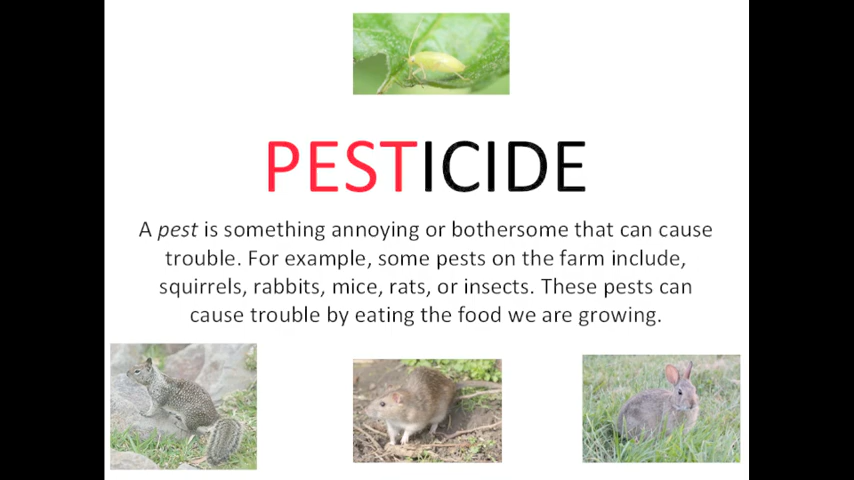 PESTICIDE
A pest is something annoying or bothersome that can cause
trouble. For example, some pests on the farm include,
squirrels, rabbits, mice, rats, or insects. These pests can
cause trouble by eating the food we are growing.